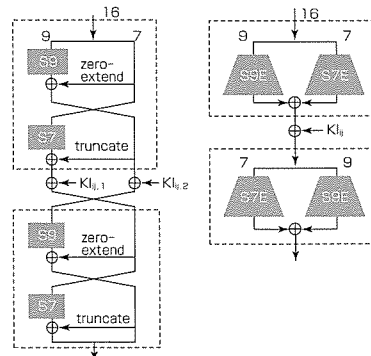 16
9 7
S9
zero-
extend
S7
truncate
KIij, 1 KIij, 2
S9
zero-
extend
S7
truncate
16
9 7
S9E S7E
KIij
7 9
S7E S9E